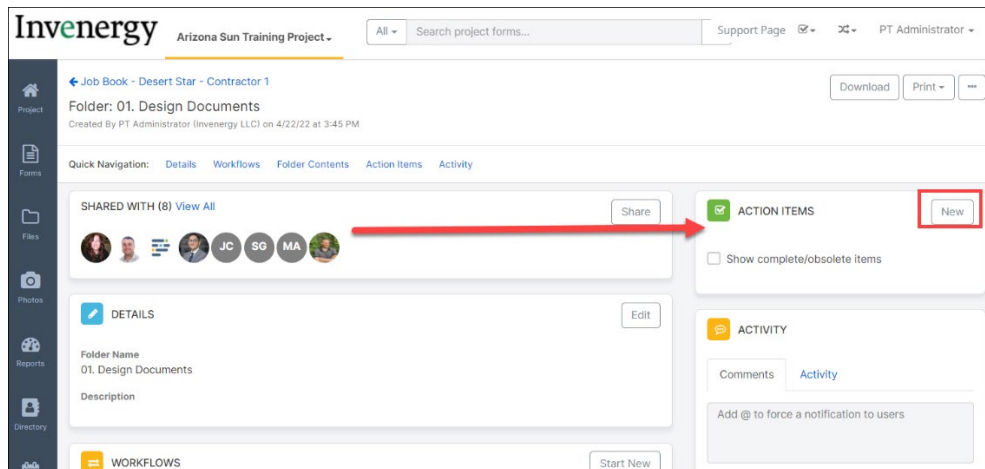 Invenergy
Arizona Sun Training Project
All
Search project forms...
Support Page
PT Administrator
Project
Forms
Files
Photos
Reports
Directory
Job Book - Desert Star - Contractor 1
Folder: 01. Design Documents
Created By PT Administrator (Invenergy LLC) on 4/22/22 at 3:45 PM
Download
Print
Quick Navigation: Details Workflows Folder Contents Action Items Activity
SHARED WITH (8) View All
Share
JC SG MA
DETAILS
Edit
Folder Name
01. Design Documents
Description
WORKFLOWS
Start New
ACTION ITEMS
New
Show complete/obsolete items
ACTIVITY
Comments Activity
Add @ to force a notification to users